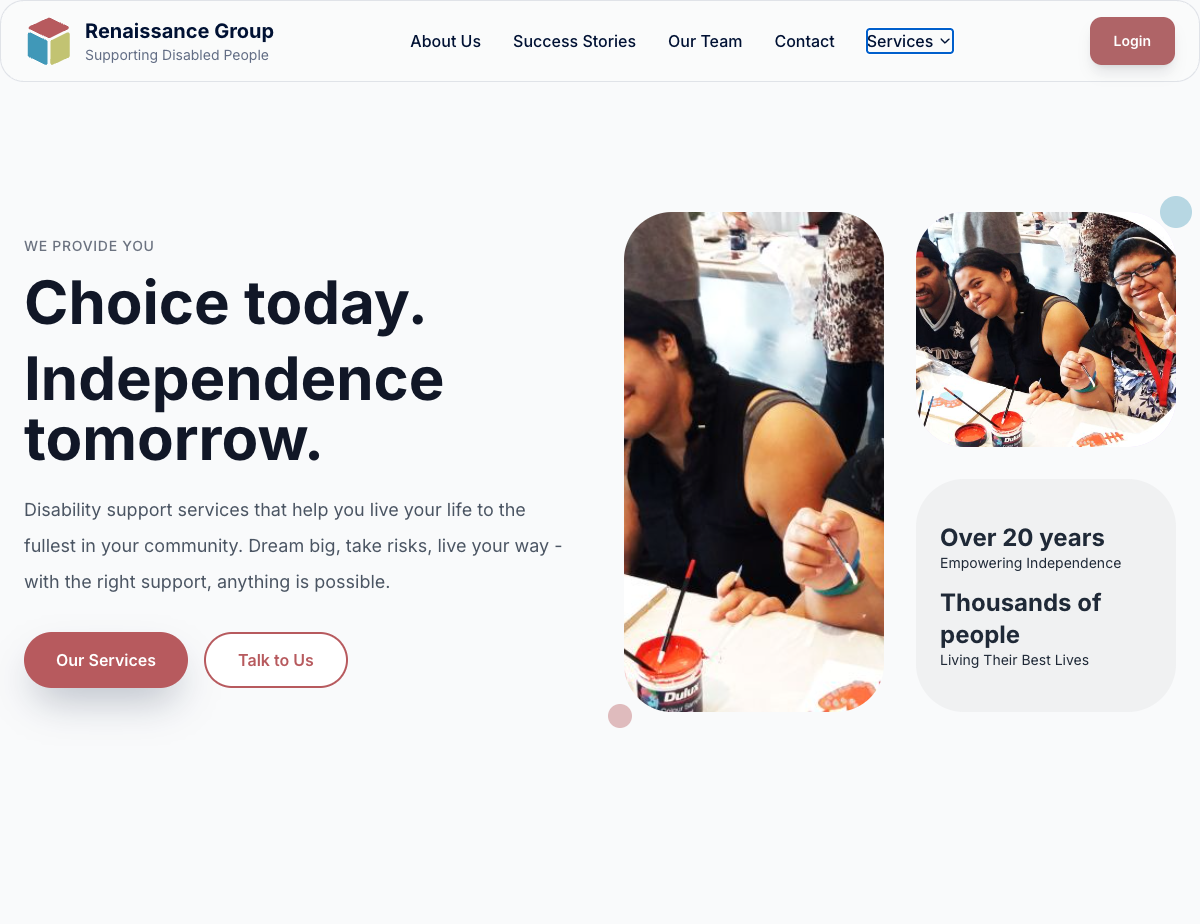 Renaissance Group
Supporting Disabled People
About Us
Success Stories
Our Team
Contact
Services
Login
WE PROVIDE YOU
Choice today.
Independence
tomorrow.
Disability support services that help you live your life to the
fullest in your community. Dream big, take risks, live your way -
with the right support, anything is possible.
Our Services
Talk to Us
Dulux
Dulux
Over 20 years
Empowering Independence
Thousands of
people
Living Their Best Lives